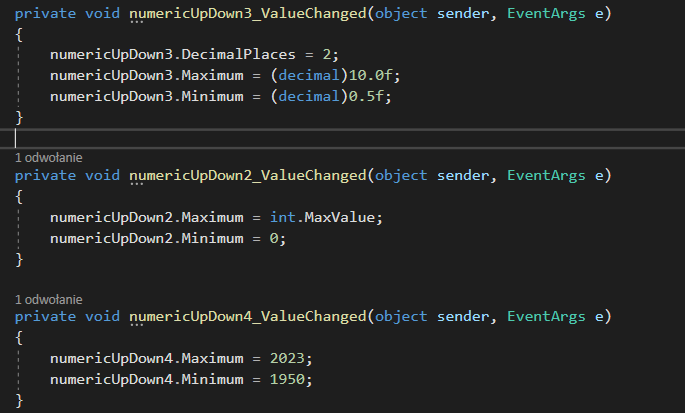 private void numericUpDown3_ValueChanged(object sender, EventArgs e)
{
numericUpDown3.DecimalPlaces = 2;
numericUpDown3.Maximum = (decimal)10.0f;
numericUpDown3.Minimum = (decimal)0.5f;
}
1 odwołanie
private void numericUpDown2_ValueChanged(object sender, EventArgs e)
{
numericUpDown2.Maximum = int.MaxValue;
numericUpDown2.Minimum = 0;
}
1 odwołanie
private void numericUpDown4_ValueChanged(object sender, EventArgs e)
{
numericUpDown4.Maximum = 2023;
numericUpDown4.Minimum = 1950;
}